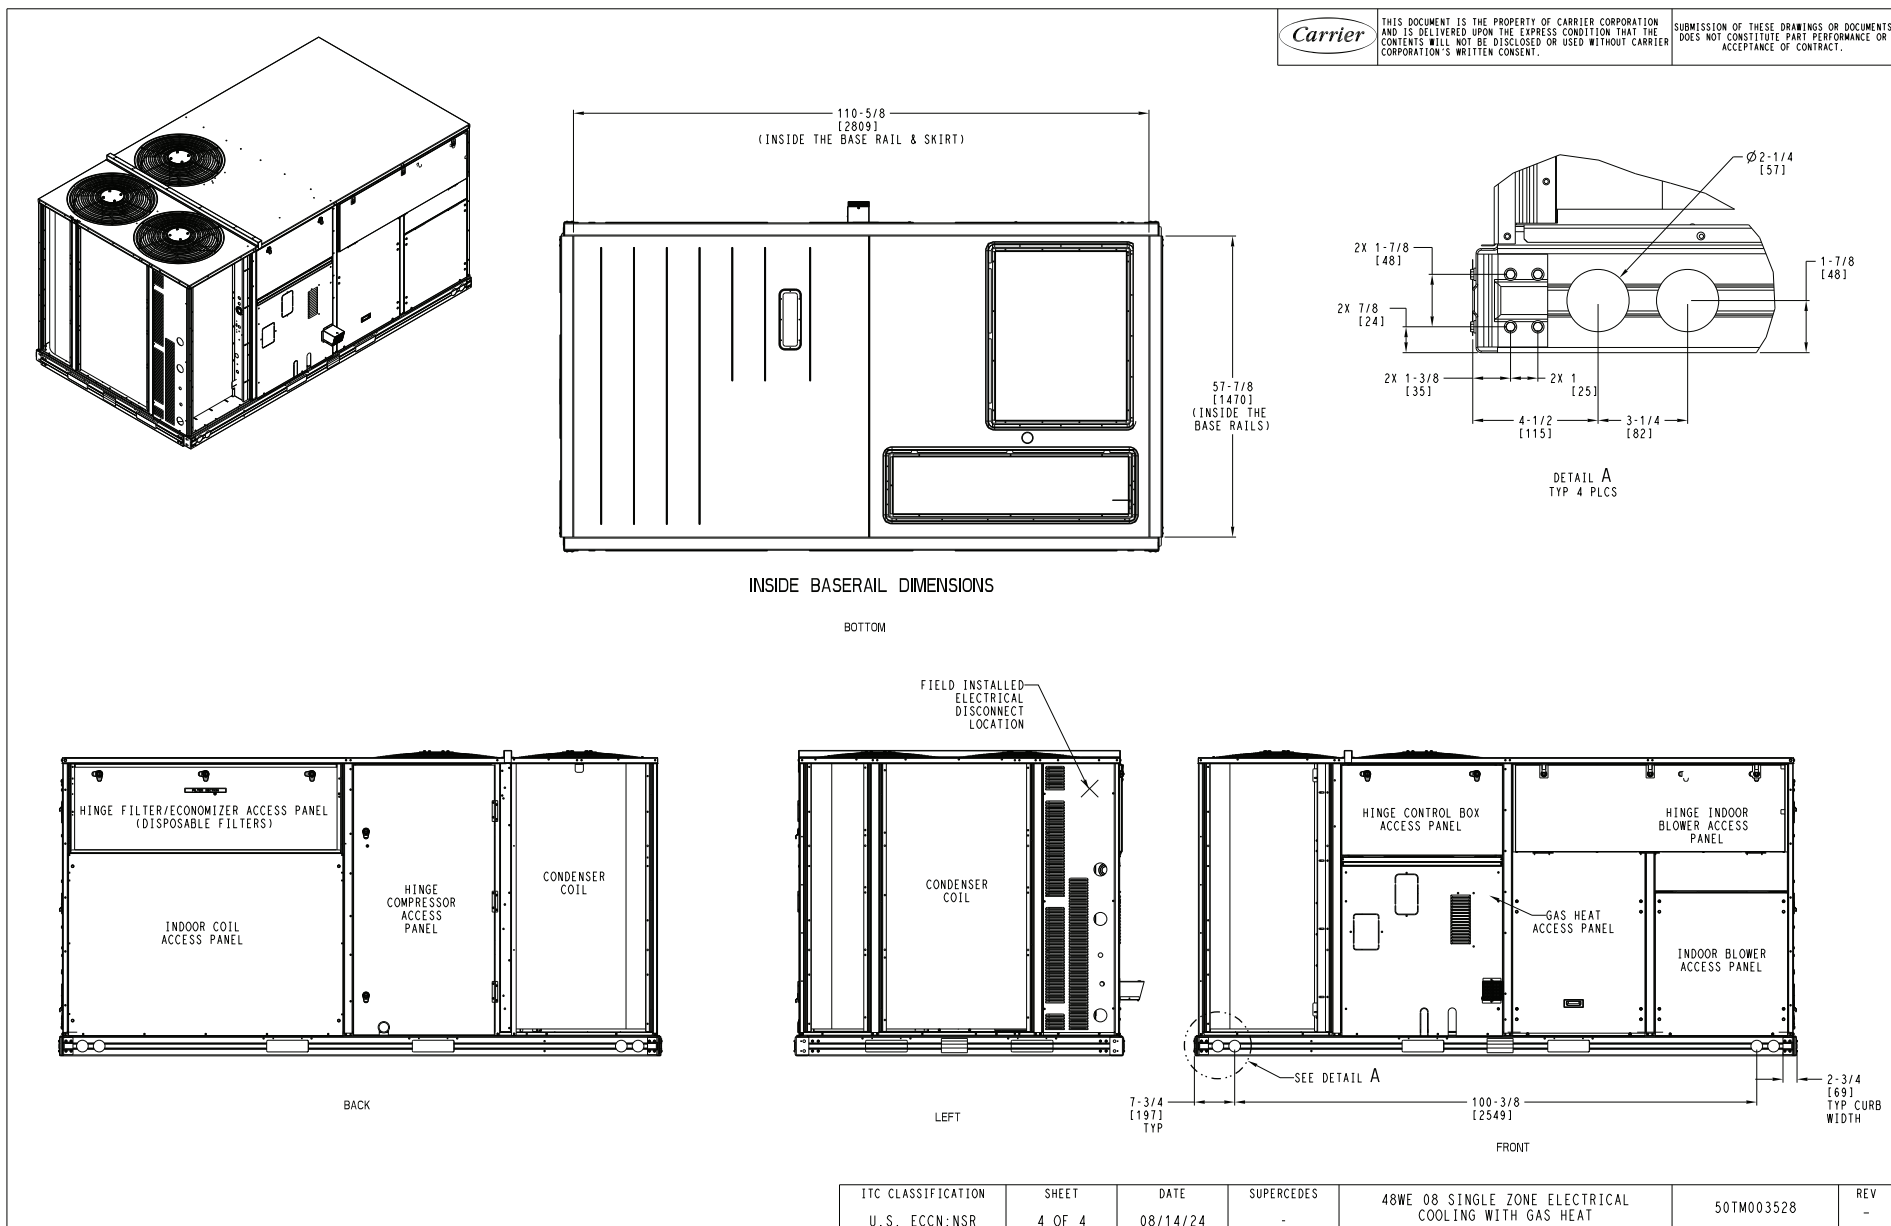 Carrier
THIS DOCUMENT IS THE PROPERTY OF CARRIER CORPORATION
AND IS DELIVERED UPON THE EXPRESS CONDITION THAT THE
CONTENTS WILL NOT BE DISCLOSED OR USED WITHOUT CARRIER
CORPORATION'S WRITTEN CONSENT.
SUBMISSION OF THESE DRAWINGS OR DOCUMENTS
DOES NOT CONSTITUTE PART PERFORMANCE OR
ACCEPTANCE OF CONTRACT.
110-5/8
[2809]
(INSIDE THE BASE RAIL & SKIRT)
57-7/8
[1470]
(INSIDE THE
BASE RAILS)
INSIDE BASERAIL DIMENSIONS
BOTTOM
Ø2-1/4
[57]
2X 1-7/8
[48]
1-7/8
[48]
2X 7/8
[24]
2X 1-3/8
[35]
2X 1
[25]
4-1/2
[115]
3-1/4
[82]
DETAIL A
TYP 4 PLCS
FIELD INSTALLED
ELECTRICAL
DISCONNECT
LOCATION
HINGE FILTER/ECONOMIZER ACCESS PANEL
(DISPOSABLE FILTERS)
INDOOR COIL
ACCESS PANEL
HINGE
COMPRESSOR
ACCESS
PANEL
CONDENSER
COIL
BACK
CONDENSER
COIL
LEFT
HINGE CONTROL BOX
ACCESS PANEL
HINGE INDOOR
BLOWER ACCESS
PANEL
GAS HEAT
ACCESS PANEL
INDOOR BLOWER
ACCESS PANEL
SEE DETAIL A
7-3/4
[197]
TYP
100-3/8
[2549]
2-3/4
[69]
TYP CURB
WIDTH
FRONT
ITC CLASSIFICATION
U.S. ECCN:NSR
SHEET
4 OF 4
DATE
08/14/24
SUPERCEDES
-
48WE 08 SINGLE ZONE ELECTRICAL
COOLING WITH GAS HEAT
50TM003528
REV
-